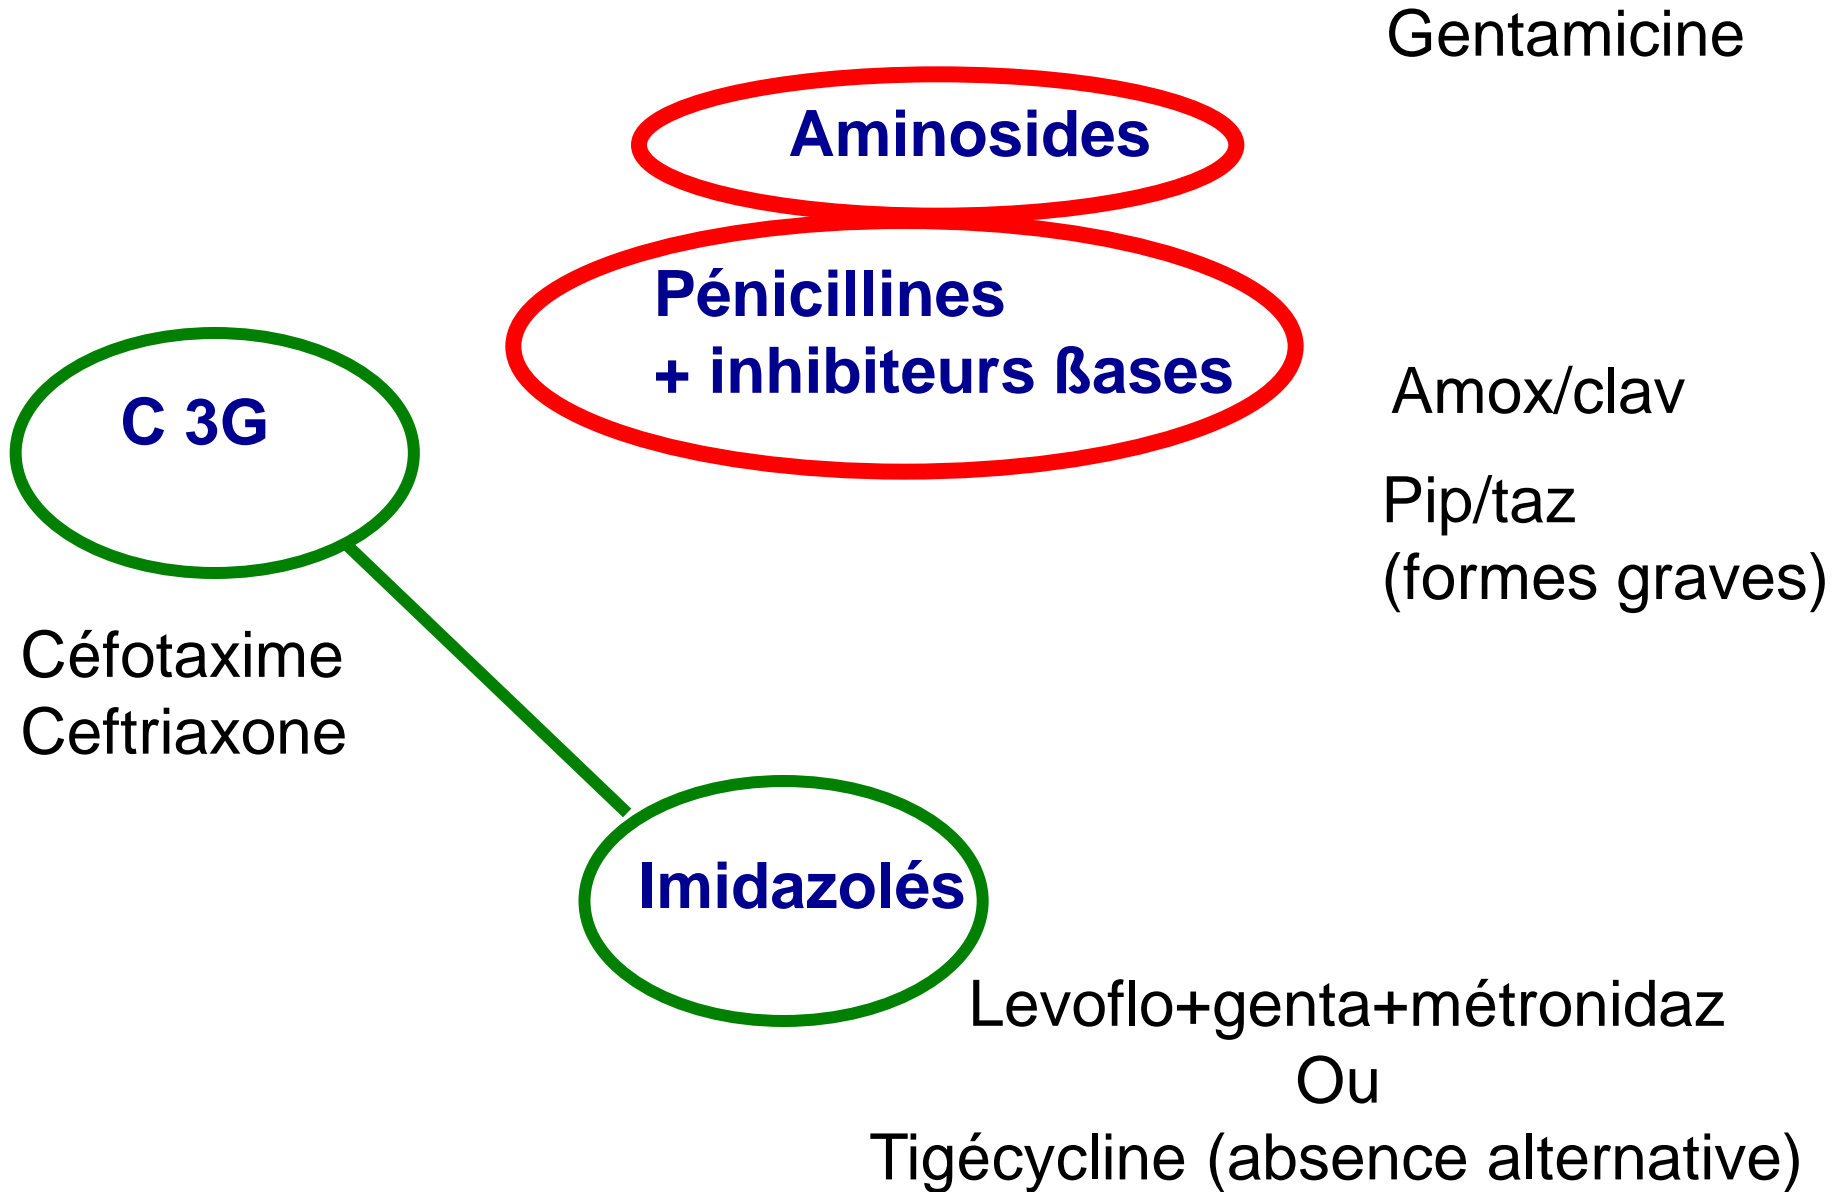 Gentamicine
Aminosides
Pénicillines
+ inhibiteurs ßases
Amox/clav
C 3G
Pip/taz
(formes graves)
Céfotaxime
Ceftriaxone
Imidazolés
Levoflo+genta+métronidaz
Ou
Tigécycline (absence alternative)